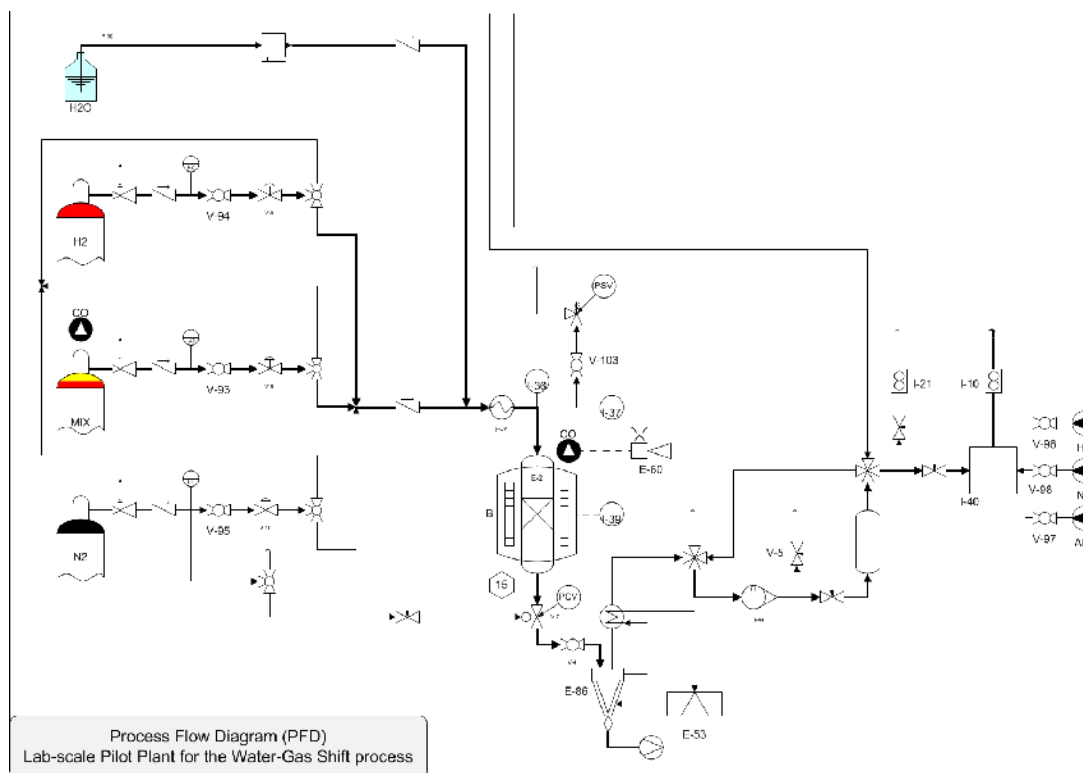 H2O
H2
V-94
CO
MIX
V-93
N2
V-95
PSV
V-103
I-36
I-37
CO
E-60
E-2
B
I-39
15
PCV
E-86
E-53
V-5
I-21
I-10
I-40
V-96
V-98
V-97
H
N
Process Flow Diagram (PFD)
Lab-scale Pilot Plant for the Water-Gas Shift process